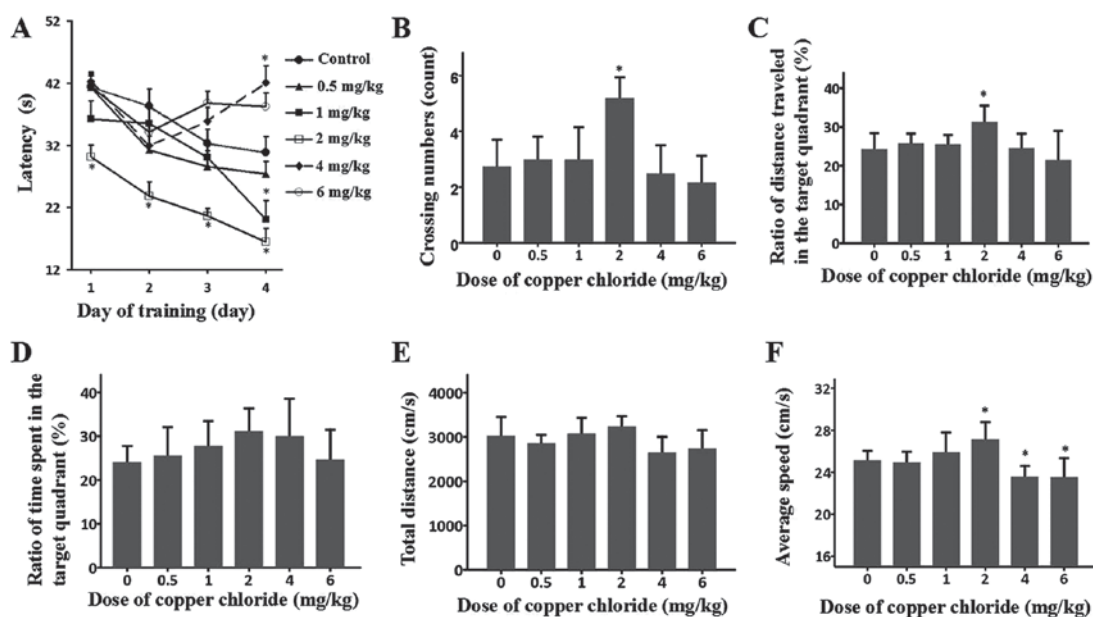 A
Latency (s)
52
42
32
22
12
*
*
*
*
*
*
1 2 3 4
Day of training (day)
Control
0.5 mg/kg
1 mg/kg
2 mg/kg
4 mg/kg
6 mg/kg
B
Crossing numbers (count)
6
4
2
0
*
0 0.5 1 2 4 6
Dose of copper chloride (mg/kg)
C
Ratio of distance traveled
in the target quadrant (%)
40
30
20
10
0
*
0 0.5 1 2 4 6
Dose of copper chloride (mg/kg)
D
Ratio of time spent in the
target quadrant (%)
40
30
20
10
0
0 0.5 1 2 4 6
Dose of copper chloride (mg/kg)
E
Total distance (cm/s)
4000
3000
2000
1000
0
0 0.5 1 2 4 6
Dose of copper chloride (mg/kg)
F
Average speed (cm/s)
28
24
20
16
*
*
*
0 0.5 1 2 4 6
Dose of copper chloride (mg/kg)